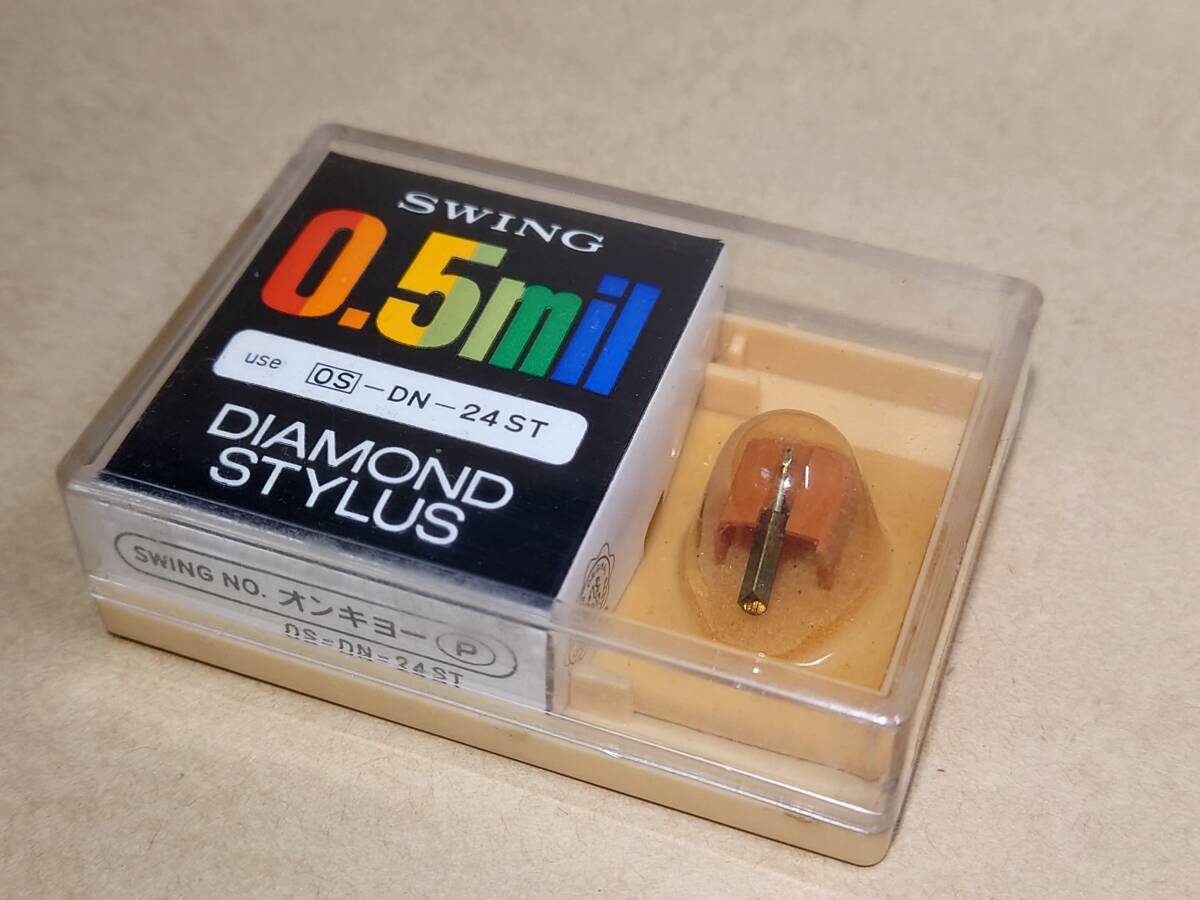 SWING
0.5mil
use OS-DN-24ST
DIAMOND
STYLUS
SWING NO. オンキヨー P
OS-DN-24ST